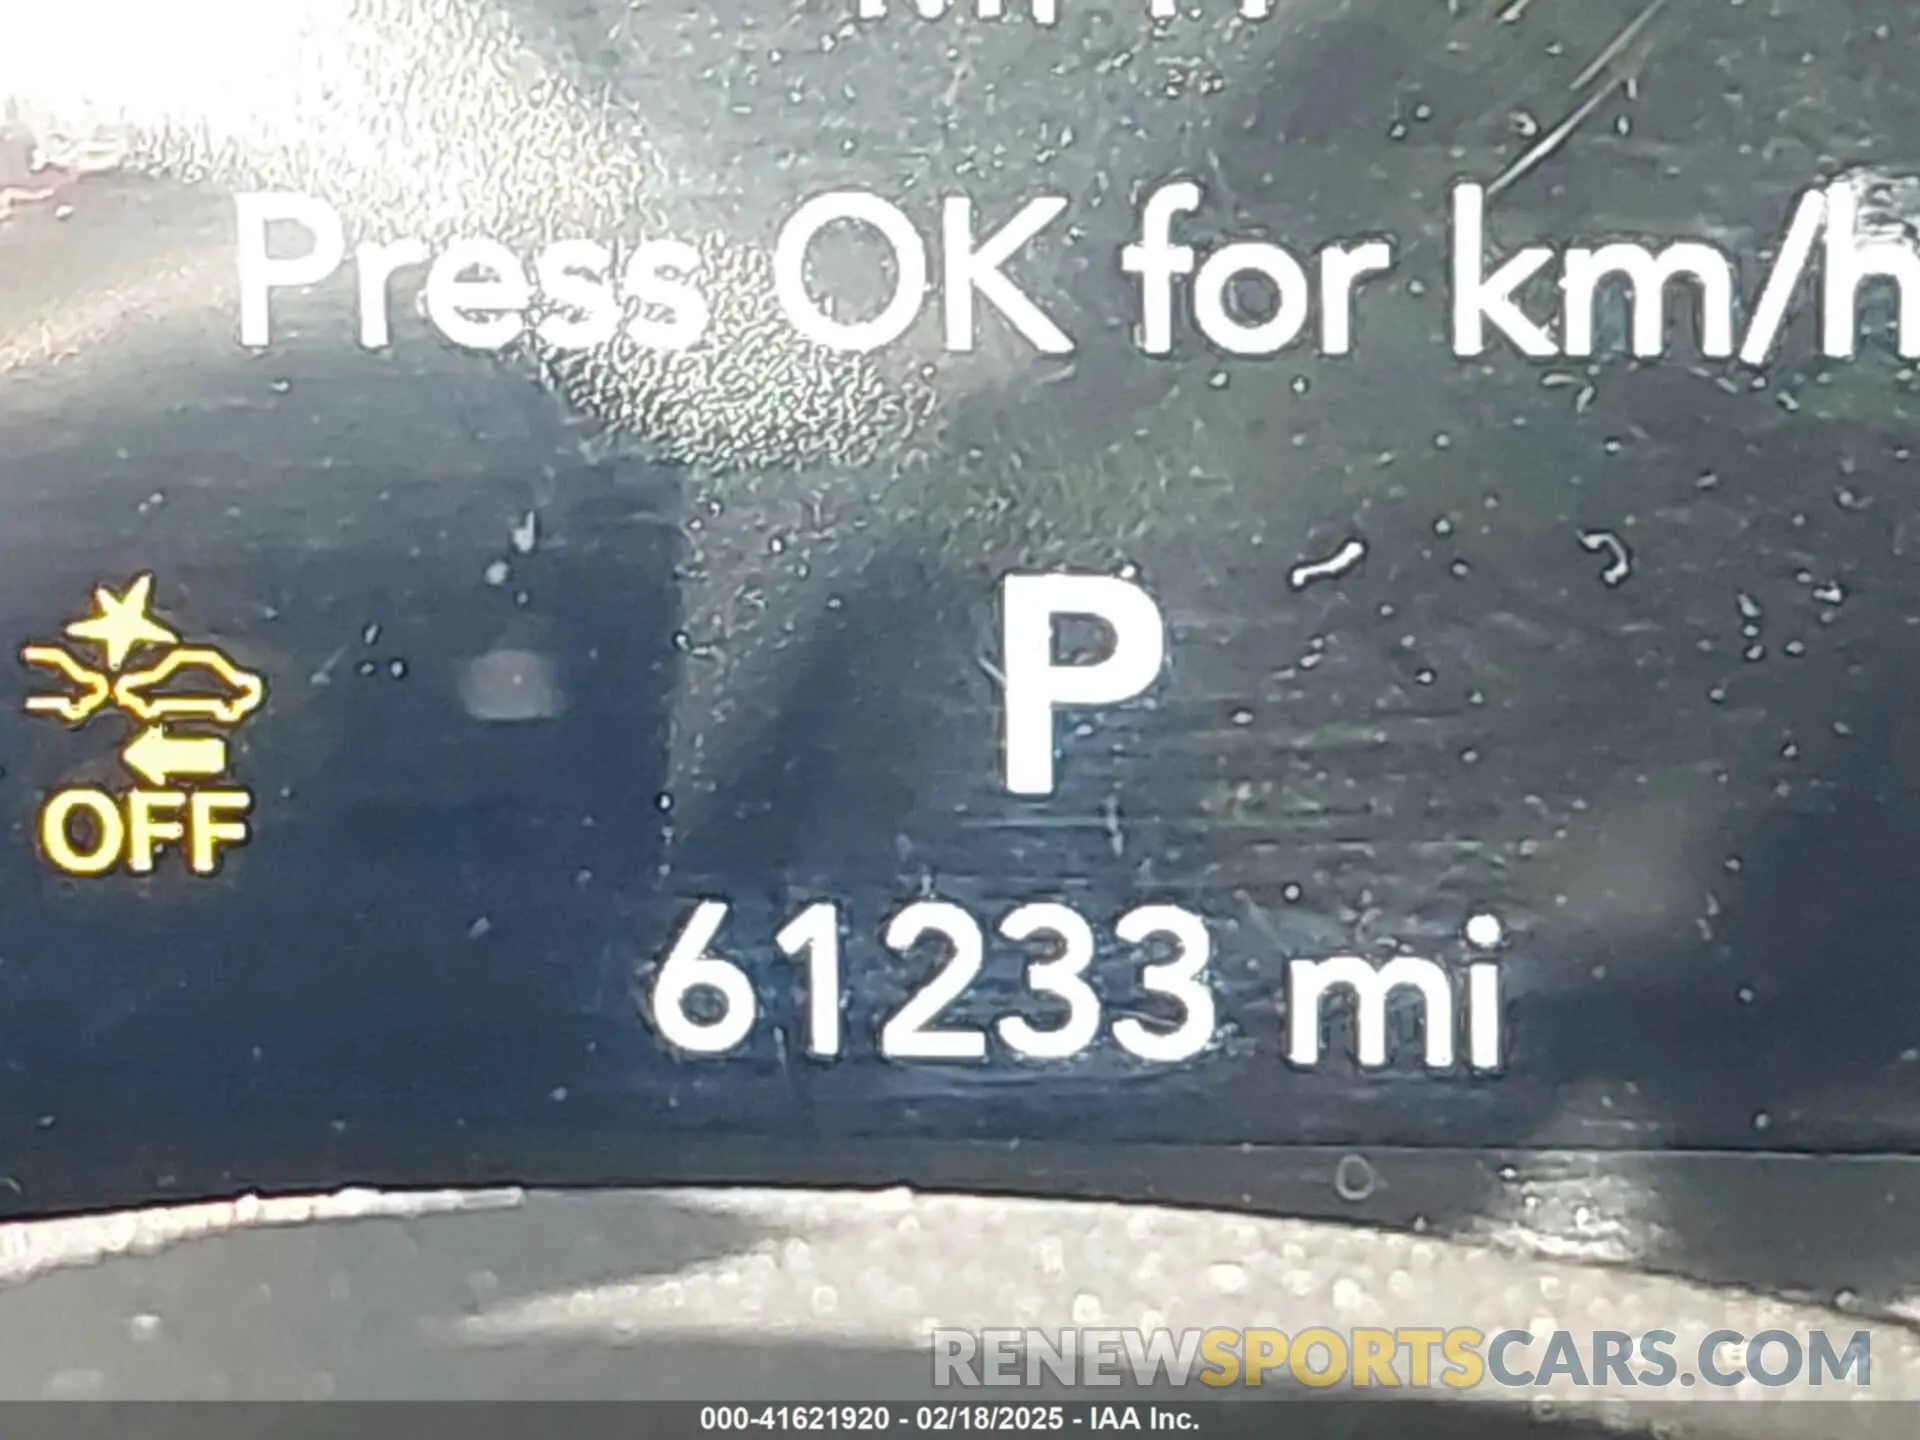 Press OK for km/h
P
OFF
61233 mi
RENEWSPORTSCARS.COM
000-41621920 - 02/18/2025 - IAA Inc.